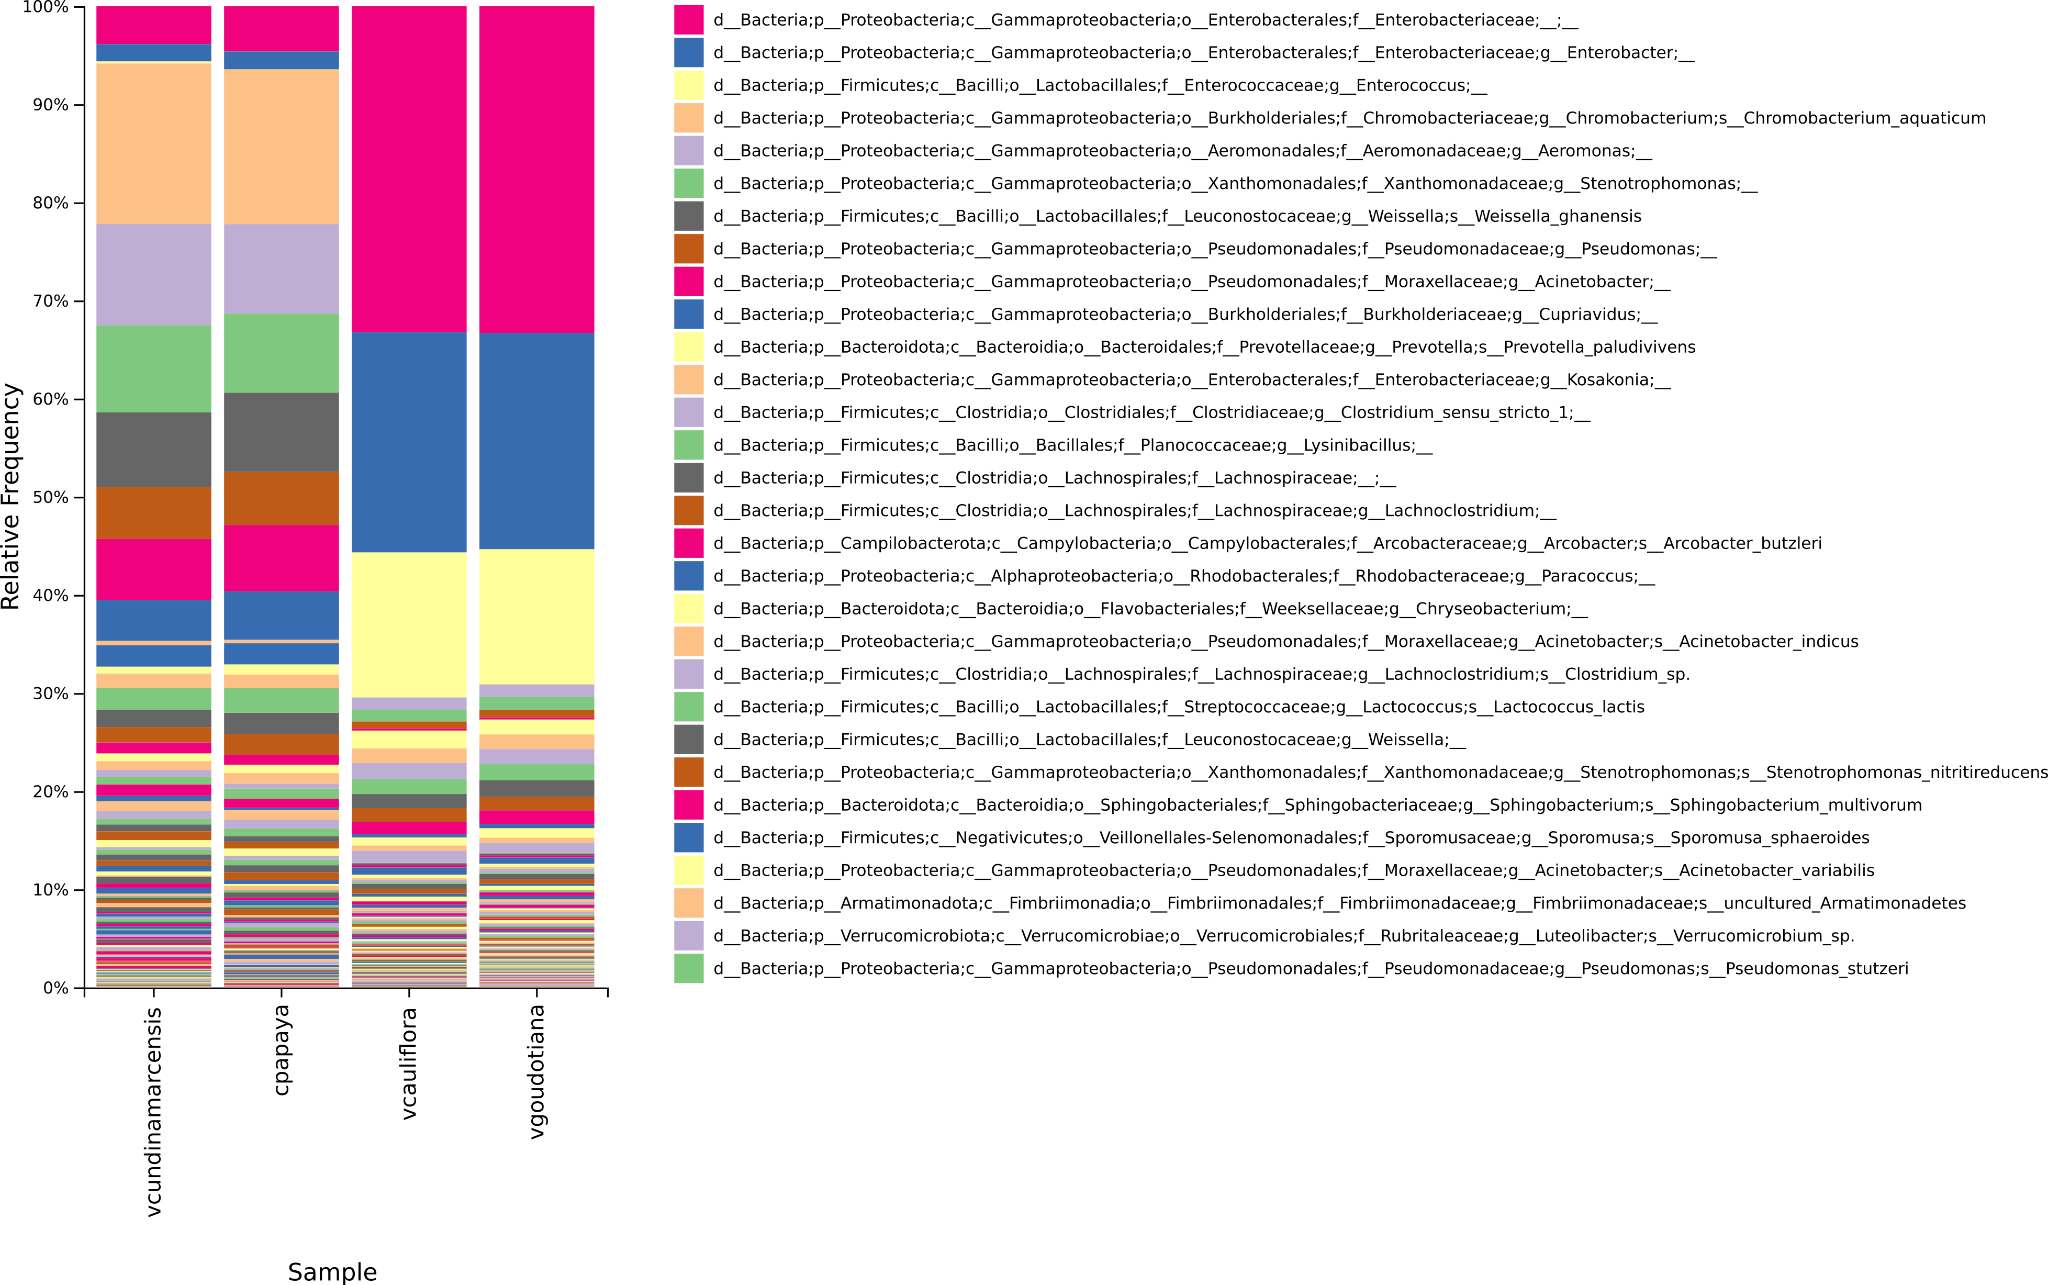 100%
90%
80%
70%
60%
50%
40%
30%
20%
10%
0%
Relative Frequency
vcundinamarcensis
cpapaya
vcauliflora
vgoudotiana
Sample
d__Bacteria;p__Proteobacteria;c__Gammaproteobacteria;o__Enterobacterales;f__Enterobacteriaceae;__;__
d__Bacteria;p__Proteobacteria;c__Gammaproteobacteria;o__Enterobacterales;f__Enterobacteriaceae;g__Enterobacter;__
d__Bacteria;p__Firmicutes;c__Bacilli;o__Lactobacillales;f__Enterococcaceae;g__Enterococcus;__
d__Bacteria;p__Proteobacteria;c__Gammaproteobacteria;o__Burkholderiales;f__Chromobacteriaceae;g__Chromobacterium;s__Chromobacterium_aquaticum
d__Bacteria;p__Proteobacteria;c__Gammaproteobacteria;o__Aeromonadales;f__Aeromonadaceae;g__Aeromonas;__
d__Bacteria;p__Proteobacteria;c__Gammaproteobacteria;o__Xanthomonadales;f__Xanthomonadaceae;g__Stenotrophomonas;__
d__Bacteria;p__Firmicutes;c__Bacilli;o__Lactobacillales;f__Leuconostocaceae;g__Weissella;s__Weissella_ghanensis
d__Bacteria;p__Proteobacteria;c__Gammaproteobacteria;o__Pseudomonadales;f__Pseudomonadaceae;g__Pseudomonas;__
d__Bacteria;p__Proteobacteria;c__Gammaproteobacteria;o__Pseudomonadales;f__Moraxellaceae;g__Acinetobacter;__
d__Bacteria;p__Proteobacteria;c__Gammaproteobacteria;o__Burkholderiales;f__Burkholderiaceae;g__Cupriavidus;__
d__Bacteria;p__Bacteroidota;c__Bacteroidia;o__Bacteroidales;f__Prevotellaceae;g__Prevotella;s__Prevotella_paludivivens
d__Bacteria;p__Proteobacteria;c__Gammaproteobacteria;o__Enterobacterales;f__Enterobacteriaceae;g__Kosakonia;__
d__Bacteria;p__Firmicutes;c__Clostridia;o__Clostridiales;f__Clostridiaceae;g__Clostridium_sensu_stricto_1;__
d__Bacteria;p__Firmicutes;c__Bacilli;o__Bacillales;f__Planococcaceae;g__Lysinibacillus;__
d__Bacteria;p__Firmicutes;c__Clostridia;o__Lachnospirales;f__Lachnospiraceae;__;__
d__Bacteria;p__Firmicutes;c__Clostridia;o__Lachnospirales;f__Lachnospiraceae;g__Lachnoclostridium;__
d__Bacteria;p__Campilobacterota;c__Campylobacteria;o__Campylobacterales;f__Arcobacteraceae;g__Arcobacter;s__Arcobacter_butzleri
d__Bacteria;p__Proteobacteria;c__Alphaproteobacteria;o__Rhodobacterales;f__Rhodobacteraceae;g__Paracoccus;__
d__Bacteria;p__Bacteroidota;c__Bacteroidia;o__Flavobacteriales;f__Weeksellaceae;g__Chryseobacterium;__
d__Bacteria;p__Proteobacteria;c__Gammaproteobacteria;o__Pseudomonadales;f__Moraxellaceae;g__Acinetobacter;s__Acinetobacter_indicus
d__Bacteria;p__Firmicutes;c__Clostridia;o__Lachnospirales;f__Lachnospiraceae;g__Lachnoclostridium;s__Clostridium_sp.
d__Bacteria;p__Firmicutes;c__Bacilli;o__Lactobacillales;f__Streptococcaceae;g__Lactococcus;s__Lactococcus_lactis
d__Bacteria;p__Firmicutes;c__Bacilli;o__Lactobacillales;f__Leuconostocaceae;g__Weissella;__
d__Bacteria;p__Proteobacteria;c__Gammaproteobacteria;o__Xanthomonadales;f__Xanthomonadaceae;g__Stenotrophomonas;s__Stenotrophomonas_nitritireducens
d__Bacteria;p__Bacteroidota;c__Bacteroidia;o__Sphingobacteriales;f__Sphingobacteriaceae;g__Sphingobacterium;s__Sphingobacterium_multivorum
d__Bacteria;p__Firmicutes;c__Negativicutes;o__Veillonellales-Selenomonadales;f__Sporomusaceae;g__Sporomusa;s__Sporomusa_sphaeroides
d__Bacteria;p__Proteobacteria;c__Gammaproteobacteria;o__Pseudomonadales;f__Moraxellaceae;g__Acinetobacter;s__Acinetobacter_variabilis
d__Bacteria;p__Armatimonadota;c__Fimbriimonadia;o__Fimbriimonadales;f__Fimbriimonadaceae;g__Fimbriimonadaceae;s__uncultured_Armatimonadetes
d__Bacteria;p__Verrucomicrobiota;c__Verrucomicrobiae;o__Verrucomicrobiales;f__Rubritaleaceae;g__Luteolibacter;s__Verrucomicrobium_sp.
d__Bacteria;p__Proteobacteria;c__Gammaproteobacteria;o__Pseudomonadales;f__Pseudomonadaceae;g__Pseudomonas;s__Pseudomonas_stutzeri